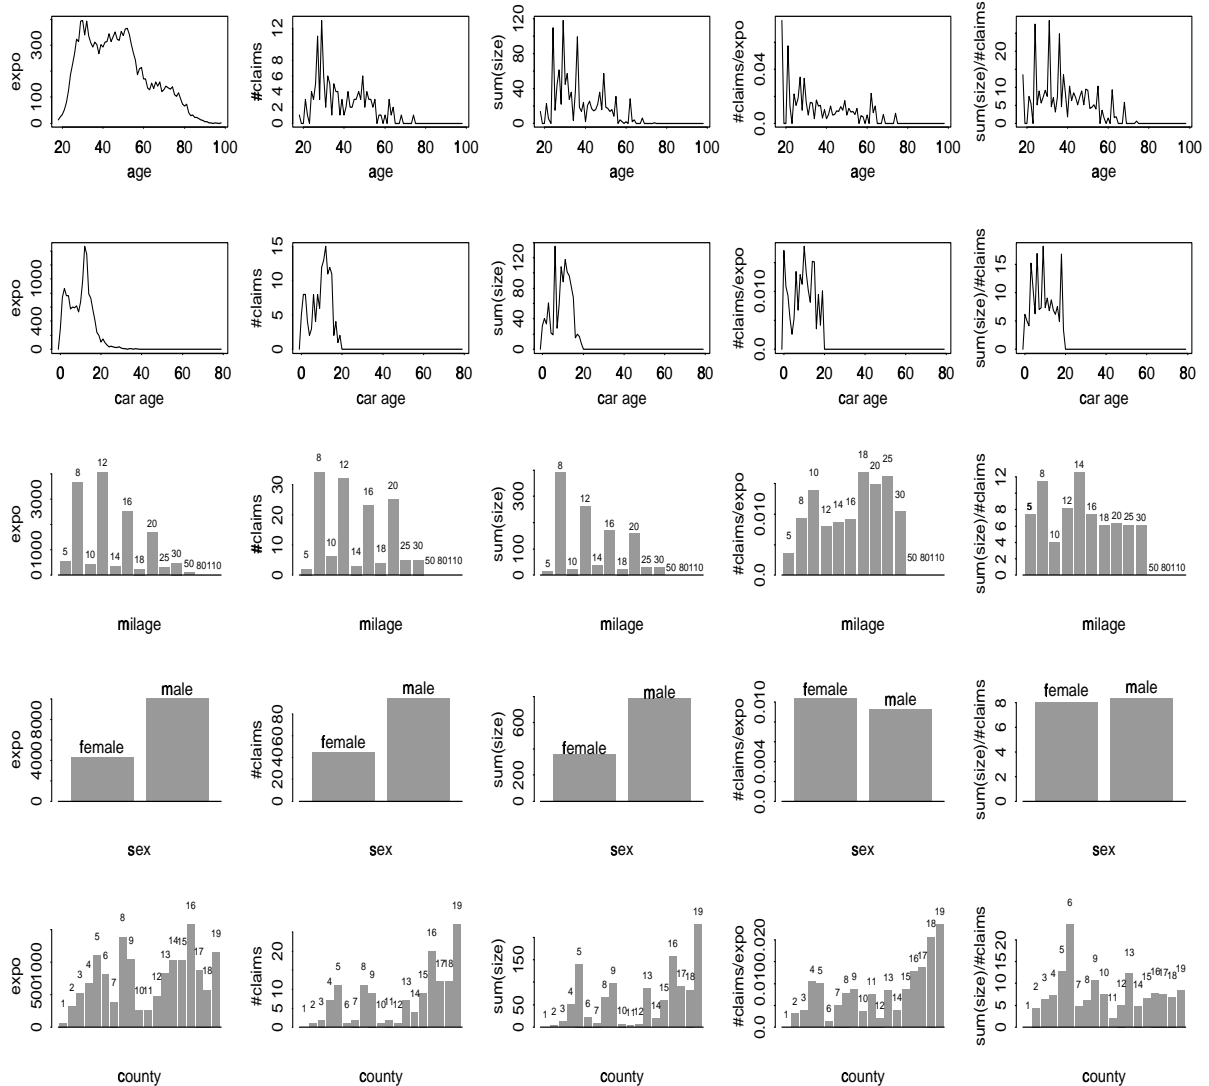 expo
0 100 300
20 40 60 80 100
age
#claims
0 2 4 6 8 12
20 40 60 80 100
age
sum(size)
0 40 80 120
20 40 60 80 100
age
#claims/expo
0.0 0.04
20 40 60 80 100
age
sum(size)/#claims
0 10 20
20 40 60 80 100
age
expo
0 400 1000
0 20 40 60 80
car age
#claims
0 5 10 15
0 20 40 60 80
car age
sum(size)
0 40 80 120
0 20 40 60 80
car age
#claims/expo
0.0 0.010
0 20 40 60 80
car age
sum(size)/#claims
0 5 10 15
0 20 40 60 80
car age
expo
0 1000 3000
5 8 10 12 14 16 18 20 25 30 50 80 110
milage
#claims
0 10 20 30
5 8 10 12 14 16 18 20 25 30 50 80 110
milage
sum(size)
0 100 300
5 8 10 12 14 16 18 20 25 30 50 80 110
milage
#claims/expo
0.0 0.010
5 8 10 12 14 16 18 20 25 30 50 80 110
milage
sum(size)/#claims
0 2 4 6 8 12
5 8 4 12 14 16 18 20 25 30 50 80 110
milage
expo
0 4000 8000
female male
sex
#claims
0 20 40 60 80
female male
sex
sum(size)
0 200 600
female male
sex
#claims/expo
0.0 0.004 0.010
female male
sex
sum(size)/#claims
0 2 4 6 8
female male
sex
expo
0 500 1000
1 2 3 4 5 6 7 8 9 10 11 12 13 14 15 16 17 18 19
county
#claims
0 5 10 20
1 2 3 4 5 6 7 8 9 10 11 12 13 14 15 16 17 18 19
county
sum(size)
0 50 150
1 2 3 4 5 6 7 8 9 10 11 12 13 14 15 16 17 18 19
county
#claims/expo
0.0 0.010 0.020
1 2 3 4 5 6 7 8 9 10 11 12 13 14 15 16 17 18 19
county
sum(size)/#claims
0 5 10 15 20
1 2 3 4 5 6 7 8 9 10 11 12 13 14 15 16 17 18 19
county